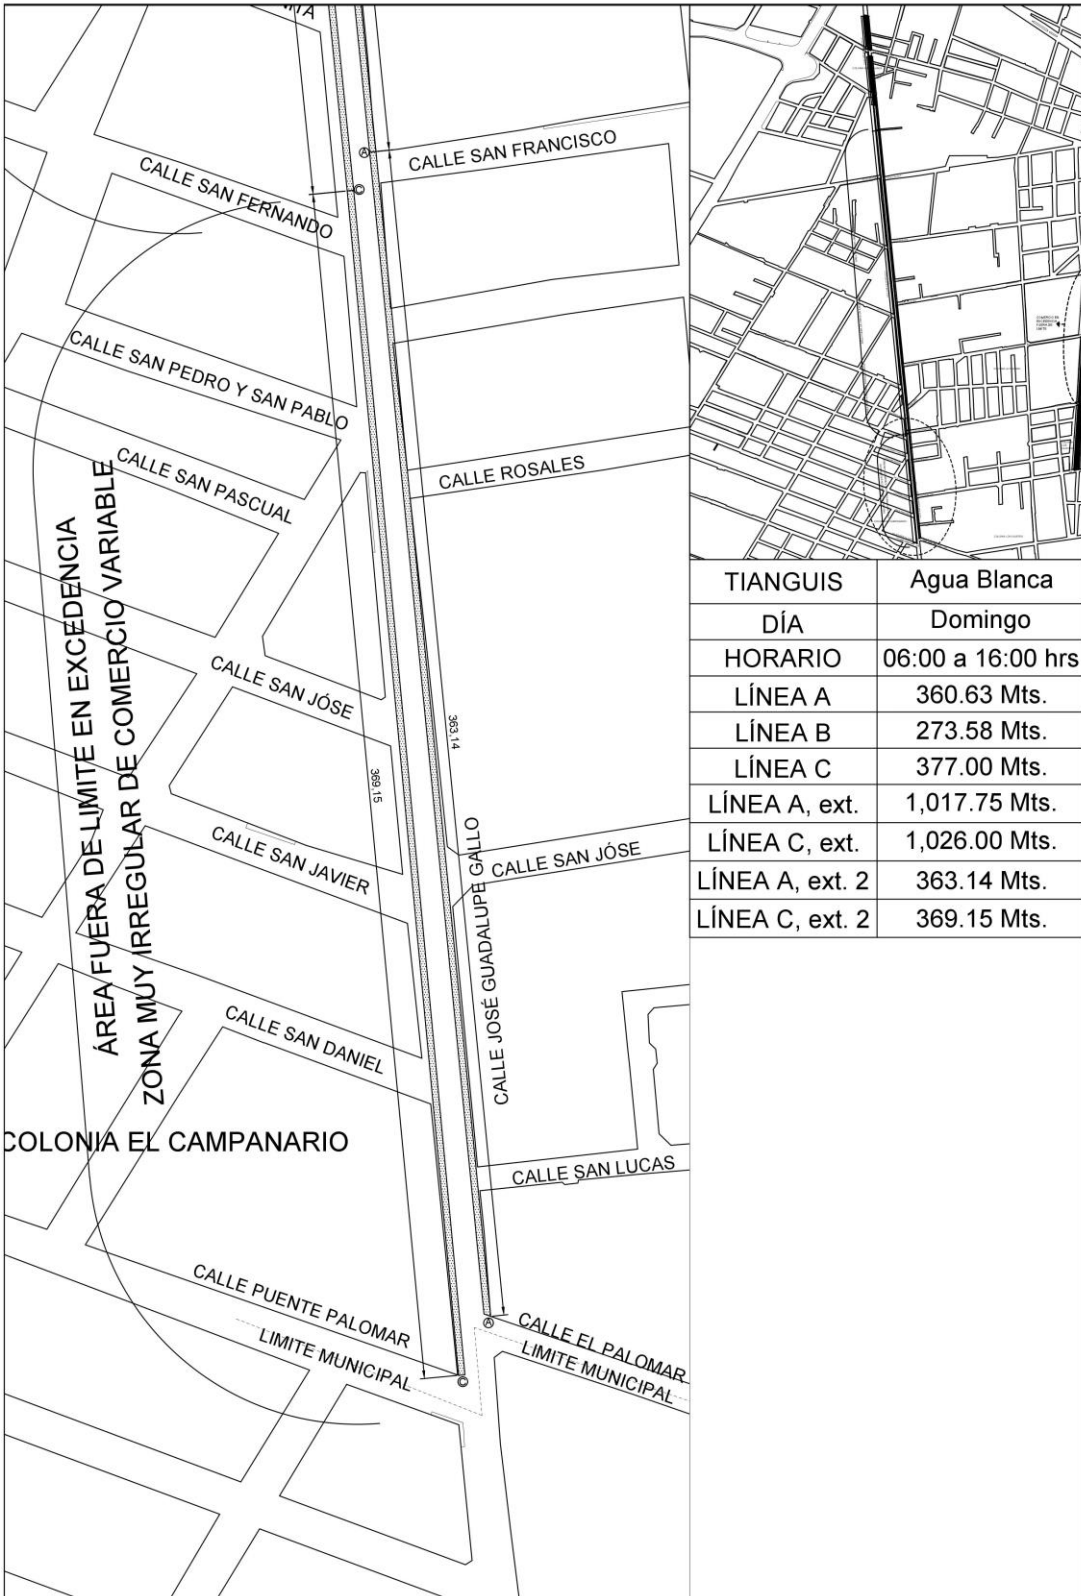 CALLE SAN FRANCISCO
CALLE SAN FERNANDO
CALLE SAN PEDRO Y SAN PABLO
CALLE SAN PASCUAL
CALLE ROSALES
ÁREA FUERA DE LIMITE EN EXCEDENCIA
ZONA MUY IRREGULAR DE COMERCIO VARIABLE
CALLE SAN JÓSE
363.14
369.15
CALLE SAN JAVIER
CALLE SAN JÓSE
CALLE JOSÉ GUADALUPE GALLO
CALLE SAN DANIEL
COLONIA EL CAMPANARIO
CALLE SAN LUCAS
CALLE PUENTE PALOMAR
LIMITE MUNICIPAL
CALLE EL PALOMAR
LIMITE MUNICIPAL
A
C
A
C
TIANGUIS Agua Blanca
DÍA Domingo
HORARIO 06:00 a 16:00 hrs
LÍNEA A 360.63 Mts.
LÍNEA B 273.58 Mts.
LÍNEA C 377.00 Mts.
LÍNEA A, ext. 1,017.75 Mts.
LÍNEA C, ext. 1,026.00 Mts.
LÍNEA A, ext. 2 363.14 Mts.
LÍNEA C, ext. 2 369.15 Mts.